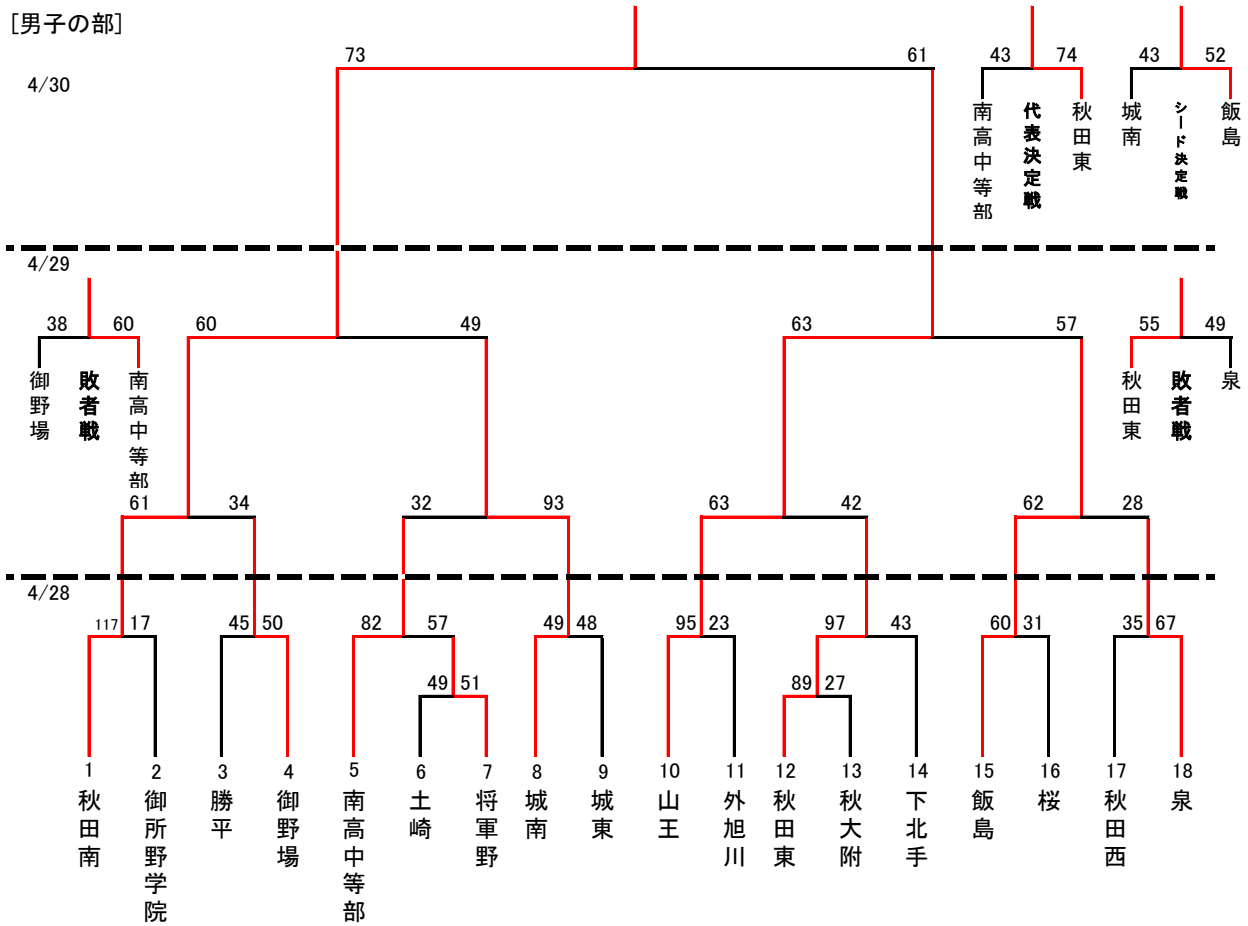 [男子の部]
73 61
43 74
43 52
4/30
南高中等部
代表決定戦
秋田東
城南
シード決定戦
飯島
4/29
38 60
60 49
63 57
55 49
御野場
敗者戦
南高中等部
秋田東
敗者戦
泉
61 34
32 93
63 42
62 28
4/28
117 17
45 50
82 57
49 48
95 23
97 43
60 31
35 67
49 51
89 27
1 2 3 4 5 6 7 8 9 10 11 12 13 14 15 16 17 18
秋田南
御所野学院
勝平
御野場
南高中等部
土崎
将軍野
城南
城東
山王
外旭川
秋田東
秋大附
下北手
飯島
桜
秋田西
泉